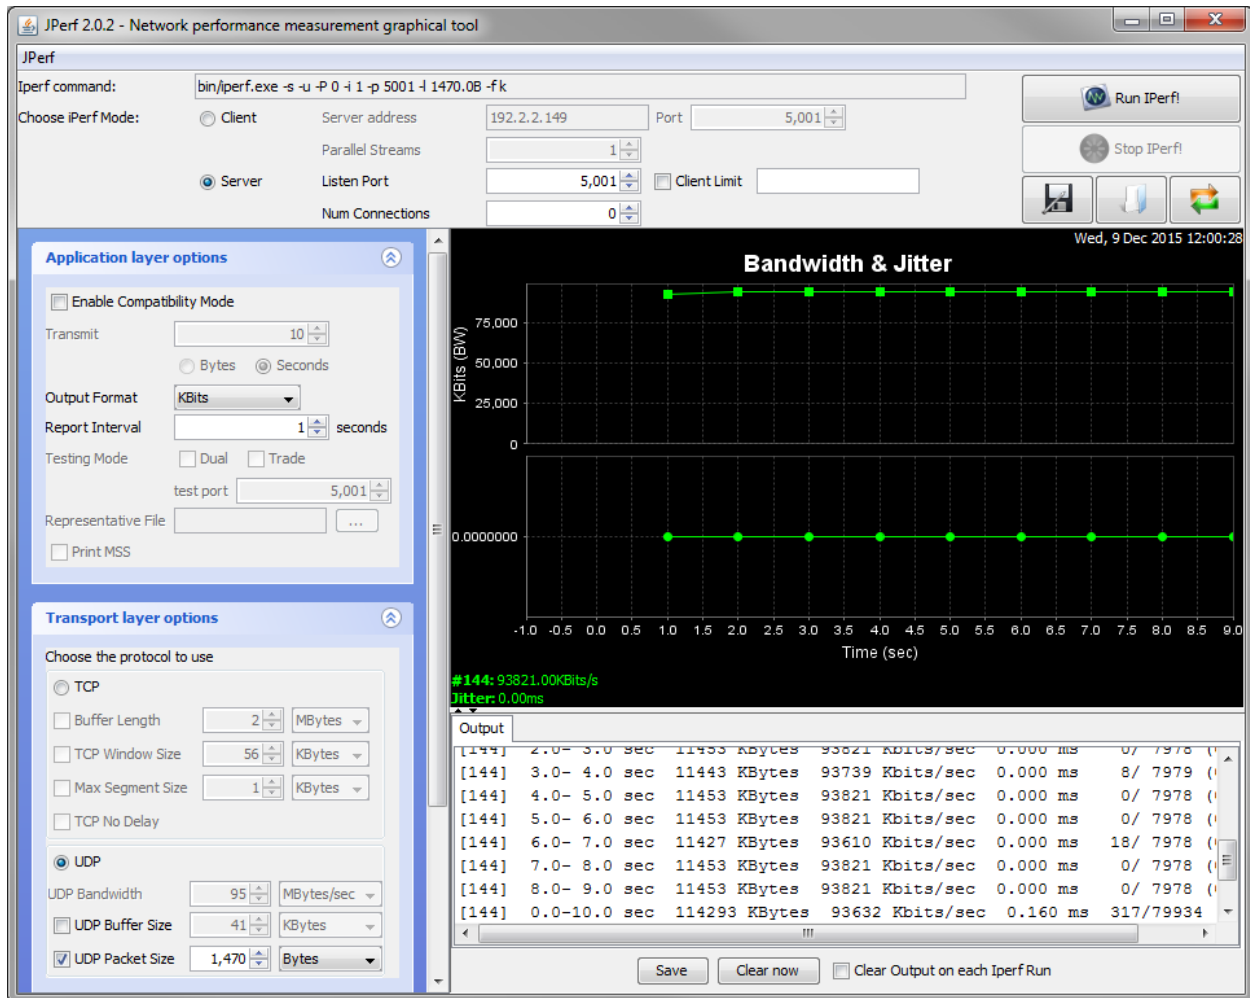 JPerf 2.0.2 - Network performance measurement graphical tool
JPerf
Iperf command: bin/iperf.exe -s -u -P 0 -i 1 -p 5001 -l 1470.0B -f k
Run IPerf!
Choose iPerf Mode: Client Server address 192.2.2.149 Port 5,001
Parallel Streams 1
Stop IPerf!
Server Listen Port 5,001 Client Limit
Num Connections 0
Application layer options
Enable Compatibility Mode
Transmit 10
Bytes Seconds
Output Format KBits
Report Interval 1 seconds
Testing Mode Dual Trade
test port 5,001
Representative File ...
Print MSS
Transport layer options
Choose the protocol to use
TCP
Buffer Length 2 MBytes
TCP Window Size 56 KBytes
Max Segment Size 1 KBytes
TCP No Delay
UDP
UDP Bandwidth 95 MBytes/sec
UDP Buffer Size 41 KBytes
UDP Packet Size 1,470 Bytes
Wed, 9 Dec 2015 12:00:28
Bandwidth & Jitter
KBits (BW)
75,000
50,000
25,000
0
0.0000000
-1.0 -0.5 0.0 0.5 1.0 1.5 2.0 2.5 3.0 3.5 4.0 4.5 5.0 5.5 6.0 6.5 7.0 7.5 8.0 8.5 9.0
Time (sec)
#144: 93821.00KBits/s
Jitter: 0.00ms
Output
[144] 2.0- 3.0 sec 11453 KBytes 93821 Kbits/sec 0.000 ms 0/ 7978 (
[144] 3.0- 4.0 sec 11443 KBytes 93739 Kbits/sec 0.000 ms 8/ 7979 (
[144] 4.0- 5.0 sec 11453 KBytes 93821 Kbits/sec 0.000 ms 0/ 7978 (
[144] 5.0- 6.0 sec 11453 KBytes 93821 Kbits/sec 0.000 ms 0/ 7978 (
[144] 6.0- 7.0 sec 11427 KBytes 93610 Kbits/sec 0.000 ms 18/ 7978 (
[144] 7.0- 8.0 sec 11453 KBytes 93821 Kbits/sec 0.000 ms 0/ 7978 (
[144] 8.0- 9.0 sec 11453 KBytes 93821 Kbits/sec 0.000 ms 0/ 7978 (
[144] 0.0-10.0 sec 114293 KBytes 93632 Kbits/sec 0.160 ms 317/79934
Save Clear now Clear Output on each Iperf Run